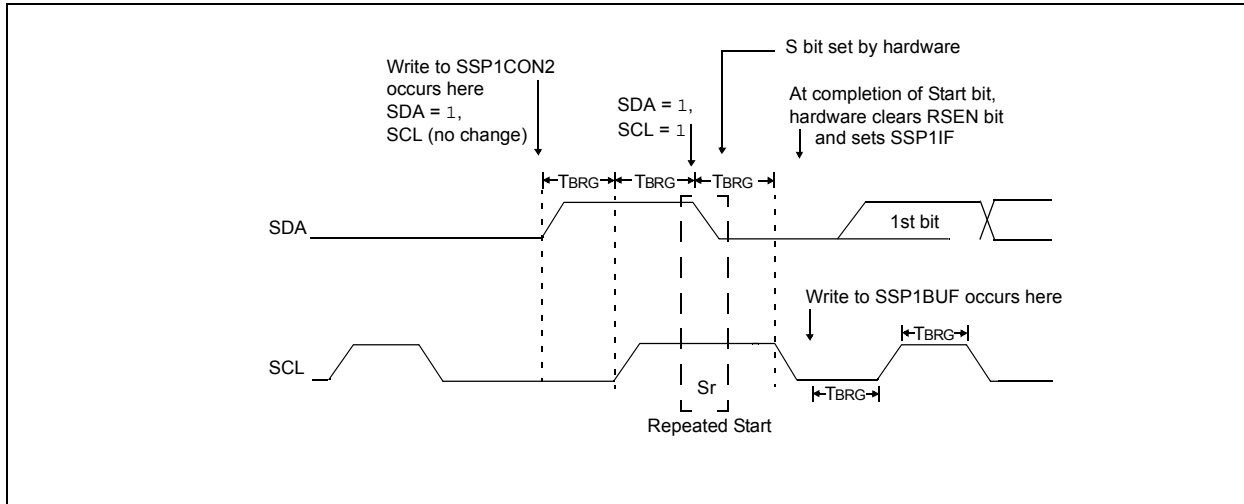 S bit set by hardware
Write to SSP1CON2
occurs here
SDA = 1,
SCL (no change)
SDA = 1,
SCL = 1
At completion of Start bit,
hardware clears RSEN bit
and sets SSP1IF
TBRG
TBRG
TBRG
SDA
1st bit
Write to SSP1BUF occurs here
TBRG
SCL
Sr
TBRG
Repeated Start